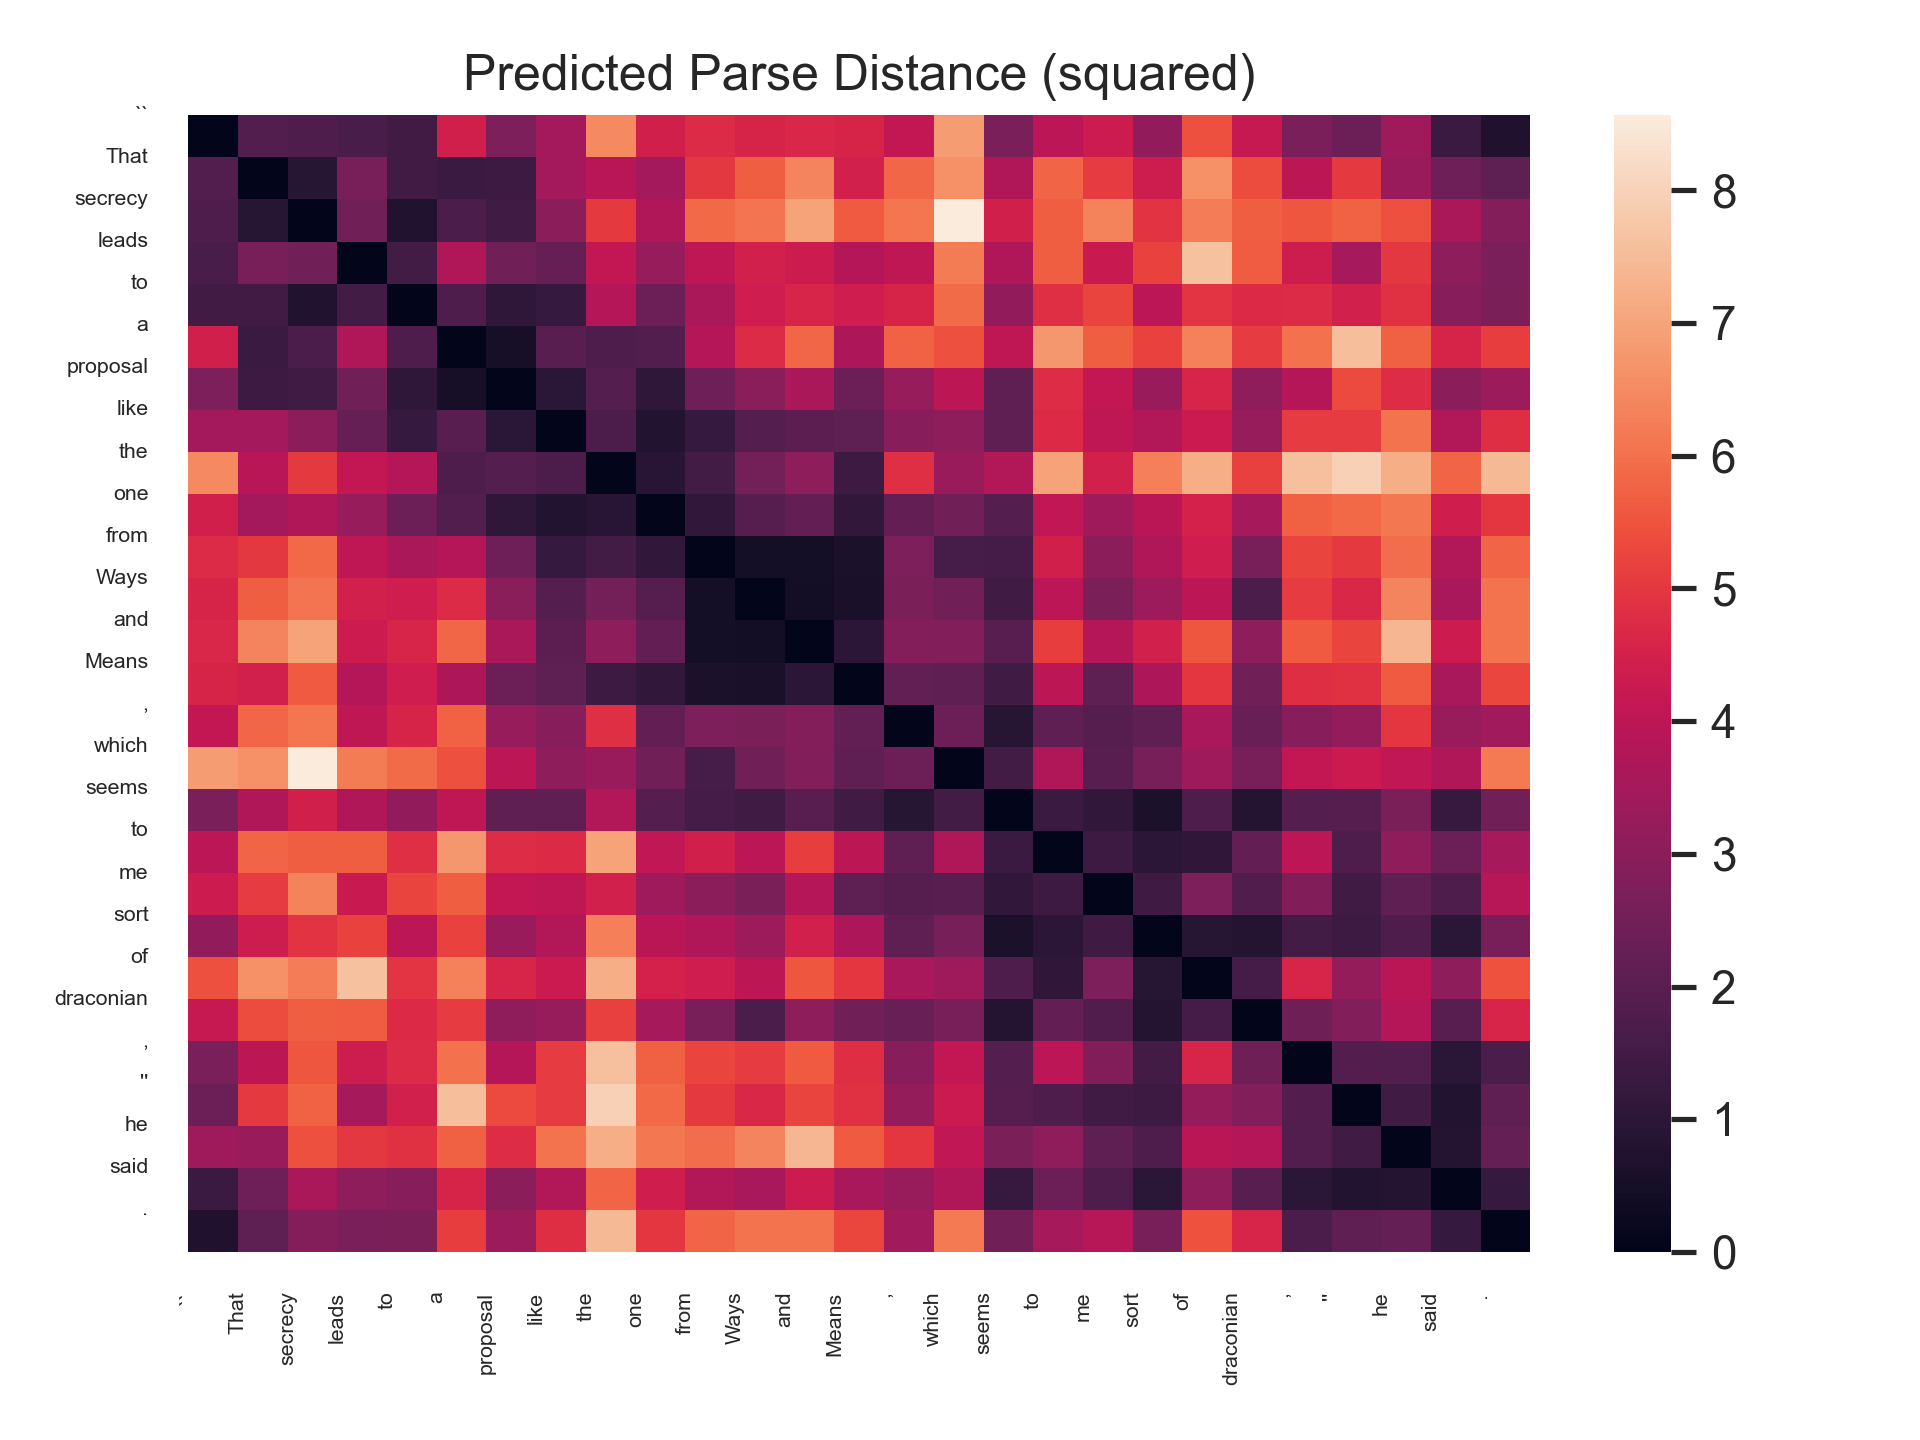 Predicted Parse Distance (squared)
``
That
secrecy
leads
to
a
proposal
like
the
one
from
Ways
and
Means
,
which
seems
to
me
sort
of
draconian
,
''
he
said
.
8
7
6
5
4
3
2
1
0
``
That
secrecy
leads
to
a
proposal
like
the
one
from
Ways
and
Means
,
which
seems
to
me
sort
of
draconian
,
''
he
said
.